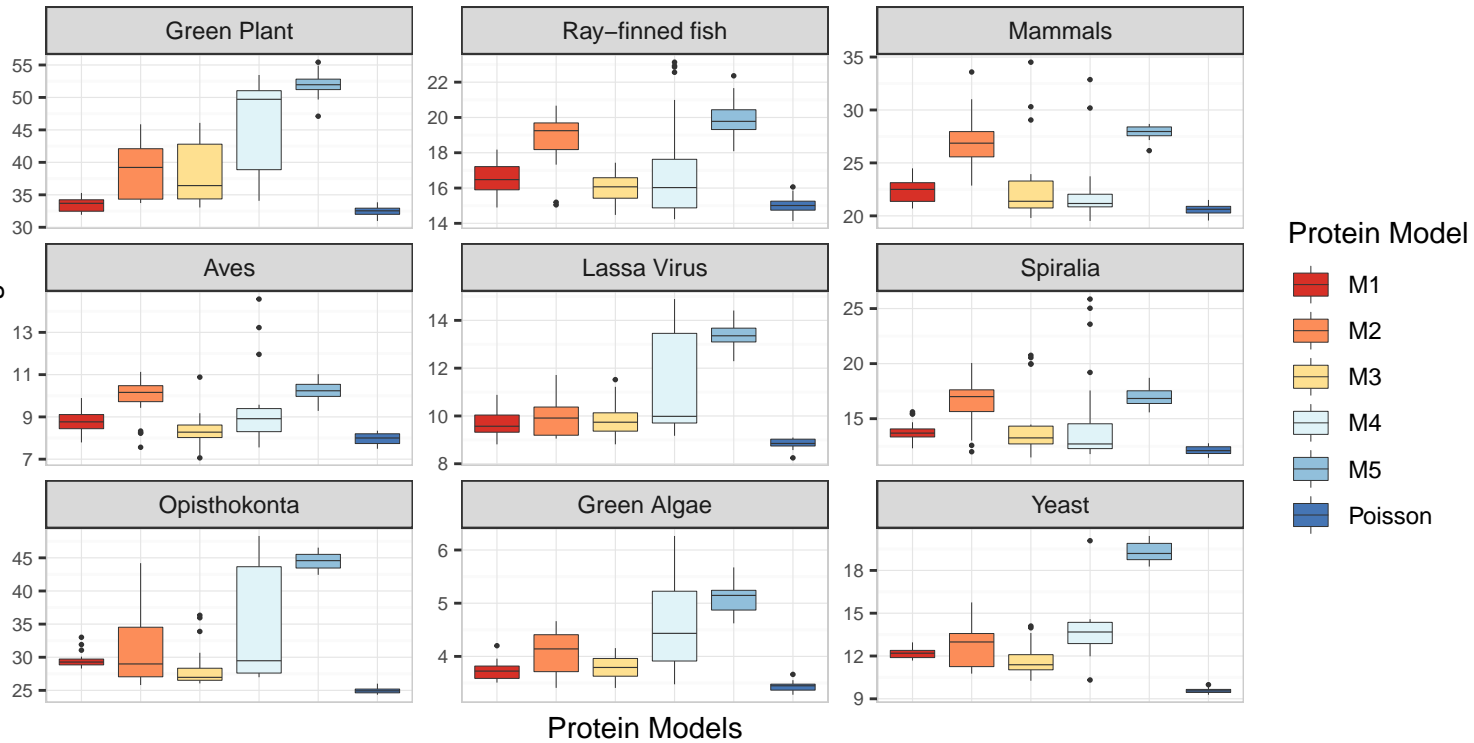 Green Plant
55
50
45
40
35
30
Ray−finned fish
22
20
18
16
14
Mammals
35
30
25
20
Aves
13
11
9
7
Lassa Virus
14
12
10
8
Spiralia
25
20
15
Opisthokonta
45
40
35
30
25
Green Algae
6
5
4
Yeast
18
15
12
9
Protein Models
Protein Model
M1
M2
M3
M4
M5
Poisson